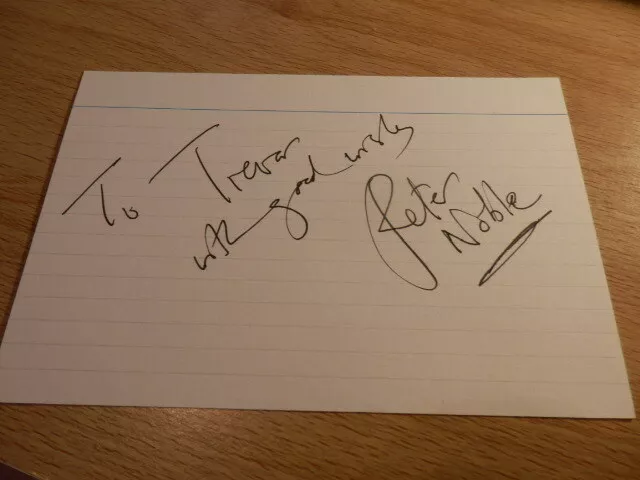 To Trevor
with good wishes
Peter
Noble